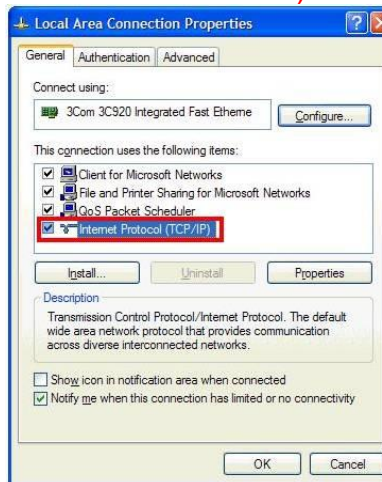 Local Area Connection Properties
General Authentication Advanced
Connect using:
3Com 3C920 Integrated Fast Etherne Configure...
This connection uses the following items:
Client for Microsoft Networks
File and Printer Sharing for Microsoft Networks
QoS Packet Scheduler
Internet Protocol (TCP/IP)
Install... Uninstall Properties
Description
Transmission Control Protocol/Internet Protocol. The default
wide area network protocol that provides communication
across diverse interconnected networks.
Show icon in notification area when connected
Notify me when this connection has limited or no connectivity
OK Cancel